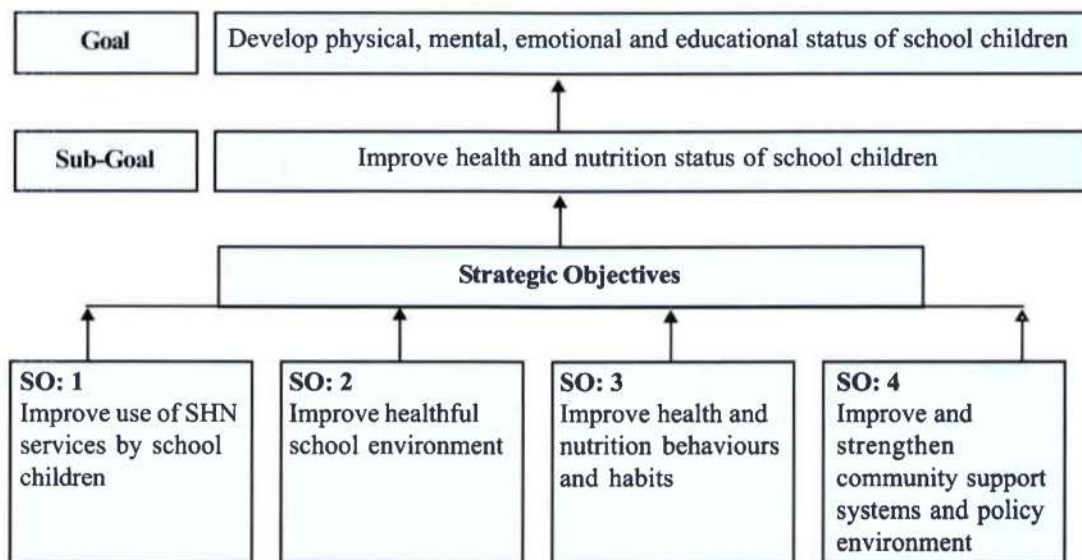 Goal
Develop physical, mental, emotional and educational status of school children
Sub-Goal
Improve health and nutrition status of school children
Strategic Objectives
SO: 1
Improve use of SHN
services by school
children
SO: 2
Improve healthful
school environment
SO: 3
Improve health and
nutrition behaviours
and habits
SO: 4
Improve and
strengthen
community support
systems and policy
environment